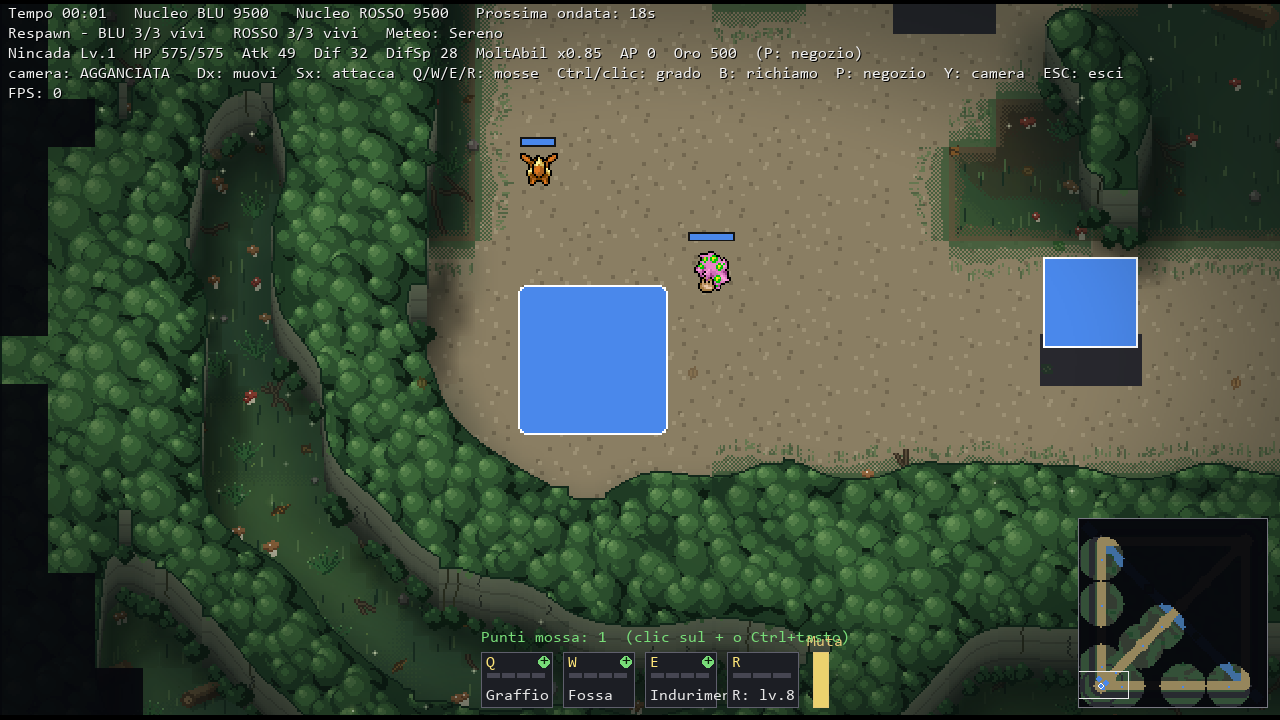 Tempo 00:01   Nucleo BLU 9500   Nucleo ROSSO 9500   Prossima ondata: 18s
Respawn - BLU 3/3 vivi   ROSSO 3/3 vivi   Meteo: Sereno
Nincada Lv.1  HP 575/575  Atk 49  Dif 32  DifSp 28  MoltAbil x0.85  AP 0  Oro 500  (P: negozio)
camera: AGGANCIATA   Dx: muovi  Sx: attacca  Q/W/E/R: mosse  Ctrl/clic: grado  B: richiamo  P: negozio  Y: camera  ESC: esci
FPS: 0
Punti mossa: 1  (clic sul + o Ctrl+tasto)
Muta
Q W E R
Graffio Fossa Indurimen R: lv.8